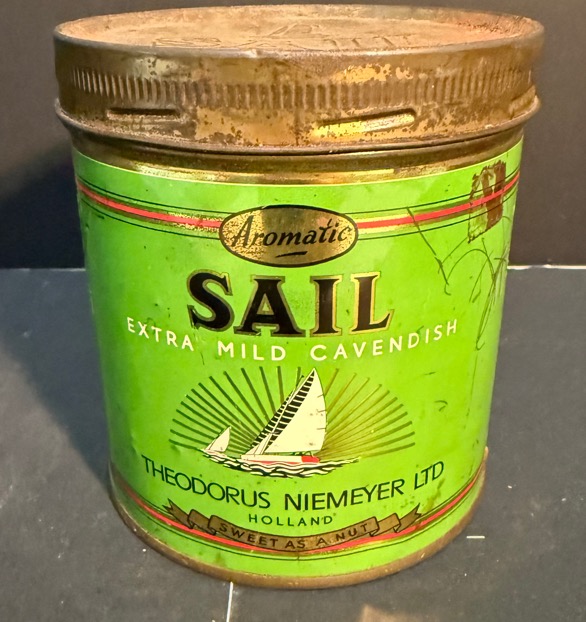 Aromatic
SAIL
EXTRA MILD CAVENDISH
THEODORUS NIEMEYER LTD
HOLLAND
SWEET AS A NUT